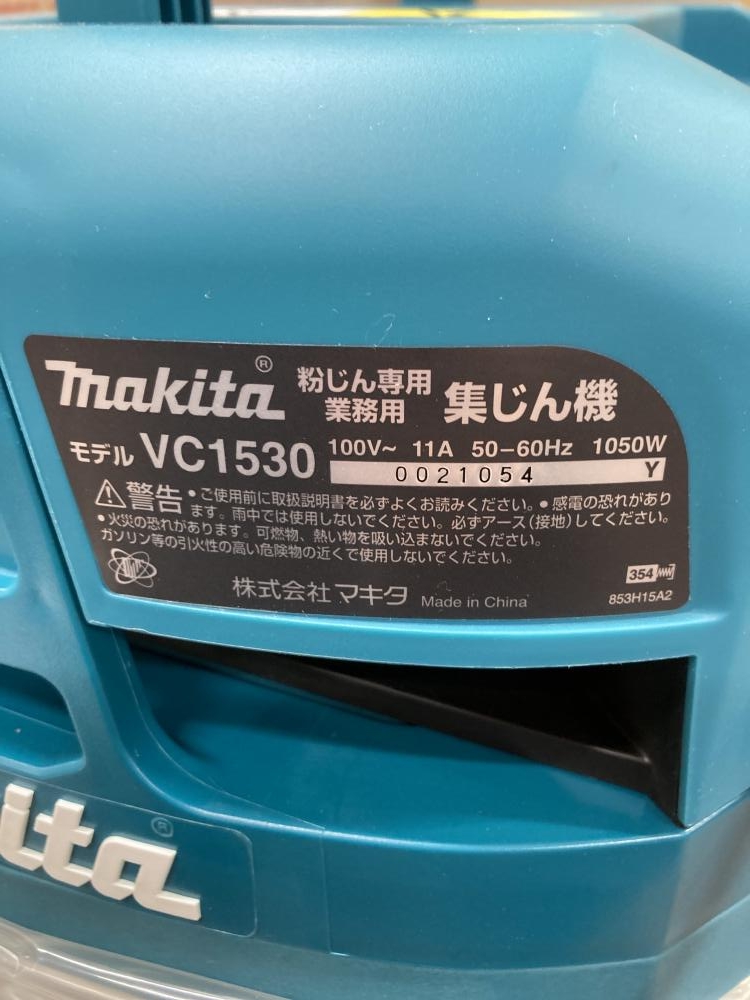 makita® 粉じん専用 業務用 集じん機
モデル VC1530 100V~ 11A 50-60Hz 1050W
0021054 Y
⚠警告 ●ご使用前に取扱説明書を必ずよくお読みください。●感電の恐れがあり
ます。雨中では使用しないでください。必ずアース(接地)してください。
●火災の恐れがあります。可燃物、熱い物を吸い込まないでください。
ガソリン等の引火性の高い危険物の近くで使用しないでください。
354
株式会社 マキタ Made in China 853H15A2
ita®